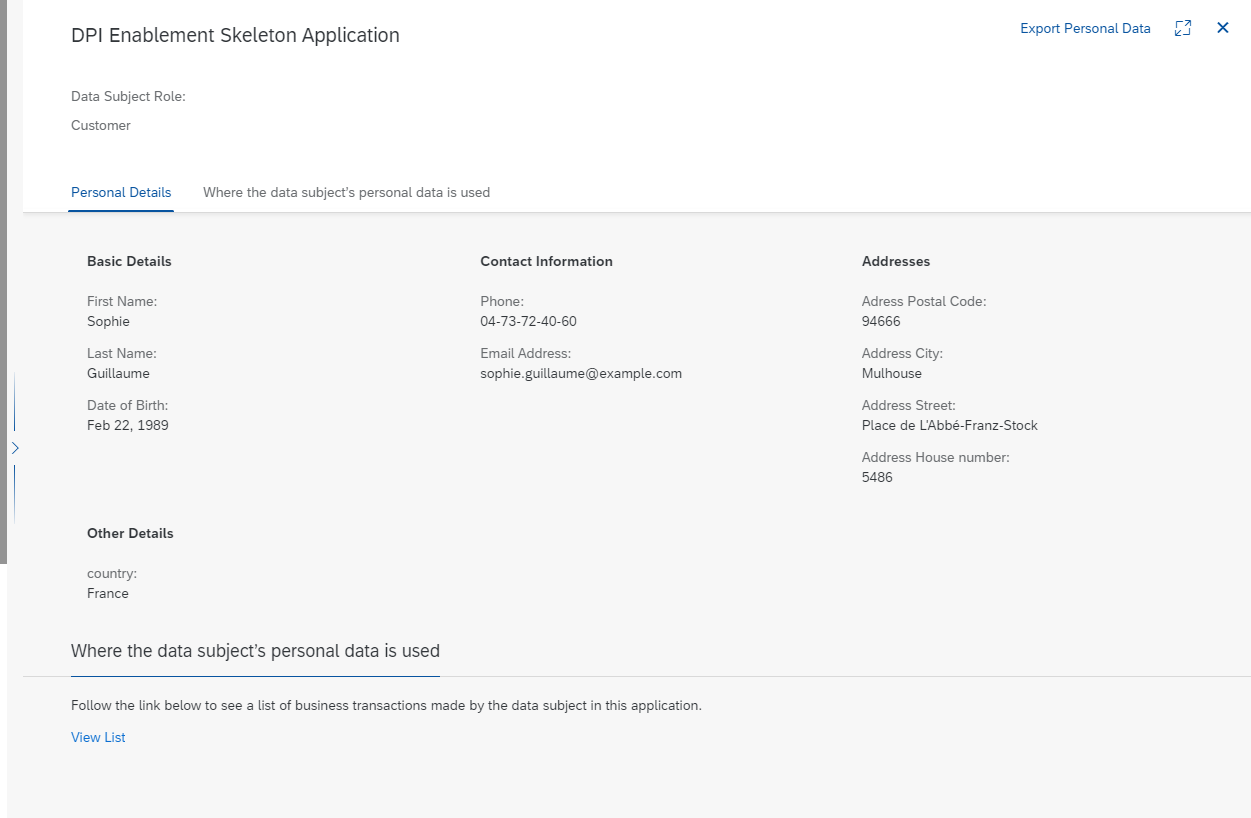 DPI Enablement Skeleton Application
Export Personal Data
Data Subject Role:
Customer
Personal Details
Where the data subject's personal data is used
Basic Details
First Name:
Sophie
Last Name:
Guillaume
Date of Birth:
Feb 22, 1989
Contact Information
Phone:
04-73-72-40-60
Email Address:
sophie.guillaume@example.com
Addresses
Adress Postal Code:
94666
Address City:
Mulhouse
Address Street:
Place de L'Abbé-Franz-Stock
Address House number:
5486
Other Details
country:
France
Where the data subject's personal data is used
Follow the link below to see a list of business transactions made by the data subject in this application.
View List